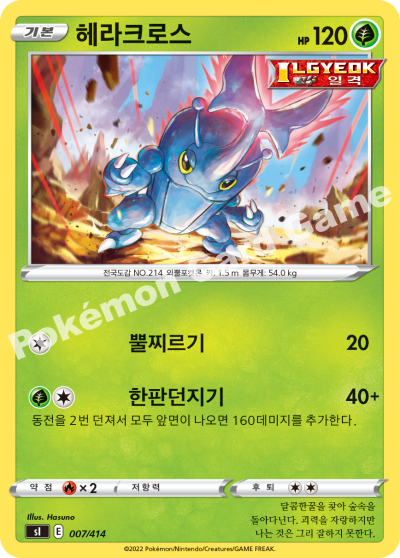 기본 헤라크로스 HP 120
ILGYEOK
일격
전국도감 NO.214 외뿔포켓몬 키: 1.5 m 몸무게: 54.0 kg
Pokémon Card Game
뿔찌르기 20
한판던지기 40+
동전을 2번 던져서 모두 앞면이 나오면 160데미지를 추가한다.
약점 ×2 저항력 후퇴
Illus. Hasuno
달콤한꿀을 찾아 숲속을
돌아다닌다. 괴력을 자랑하지만
나는 것은 그리 잘하지 못한다.
sI E 007/414
©2022 Pokémon/Nintendo/Creatures/GAME FREAK.